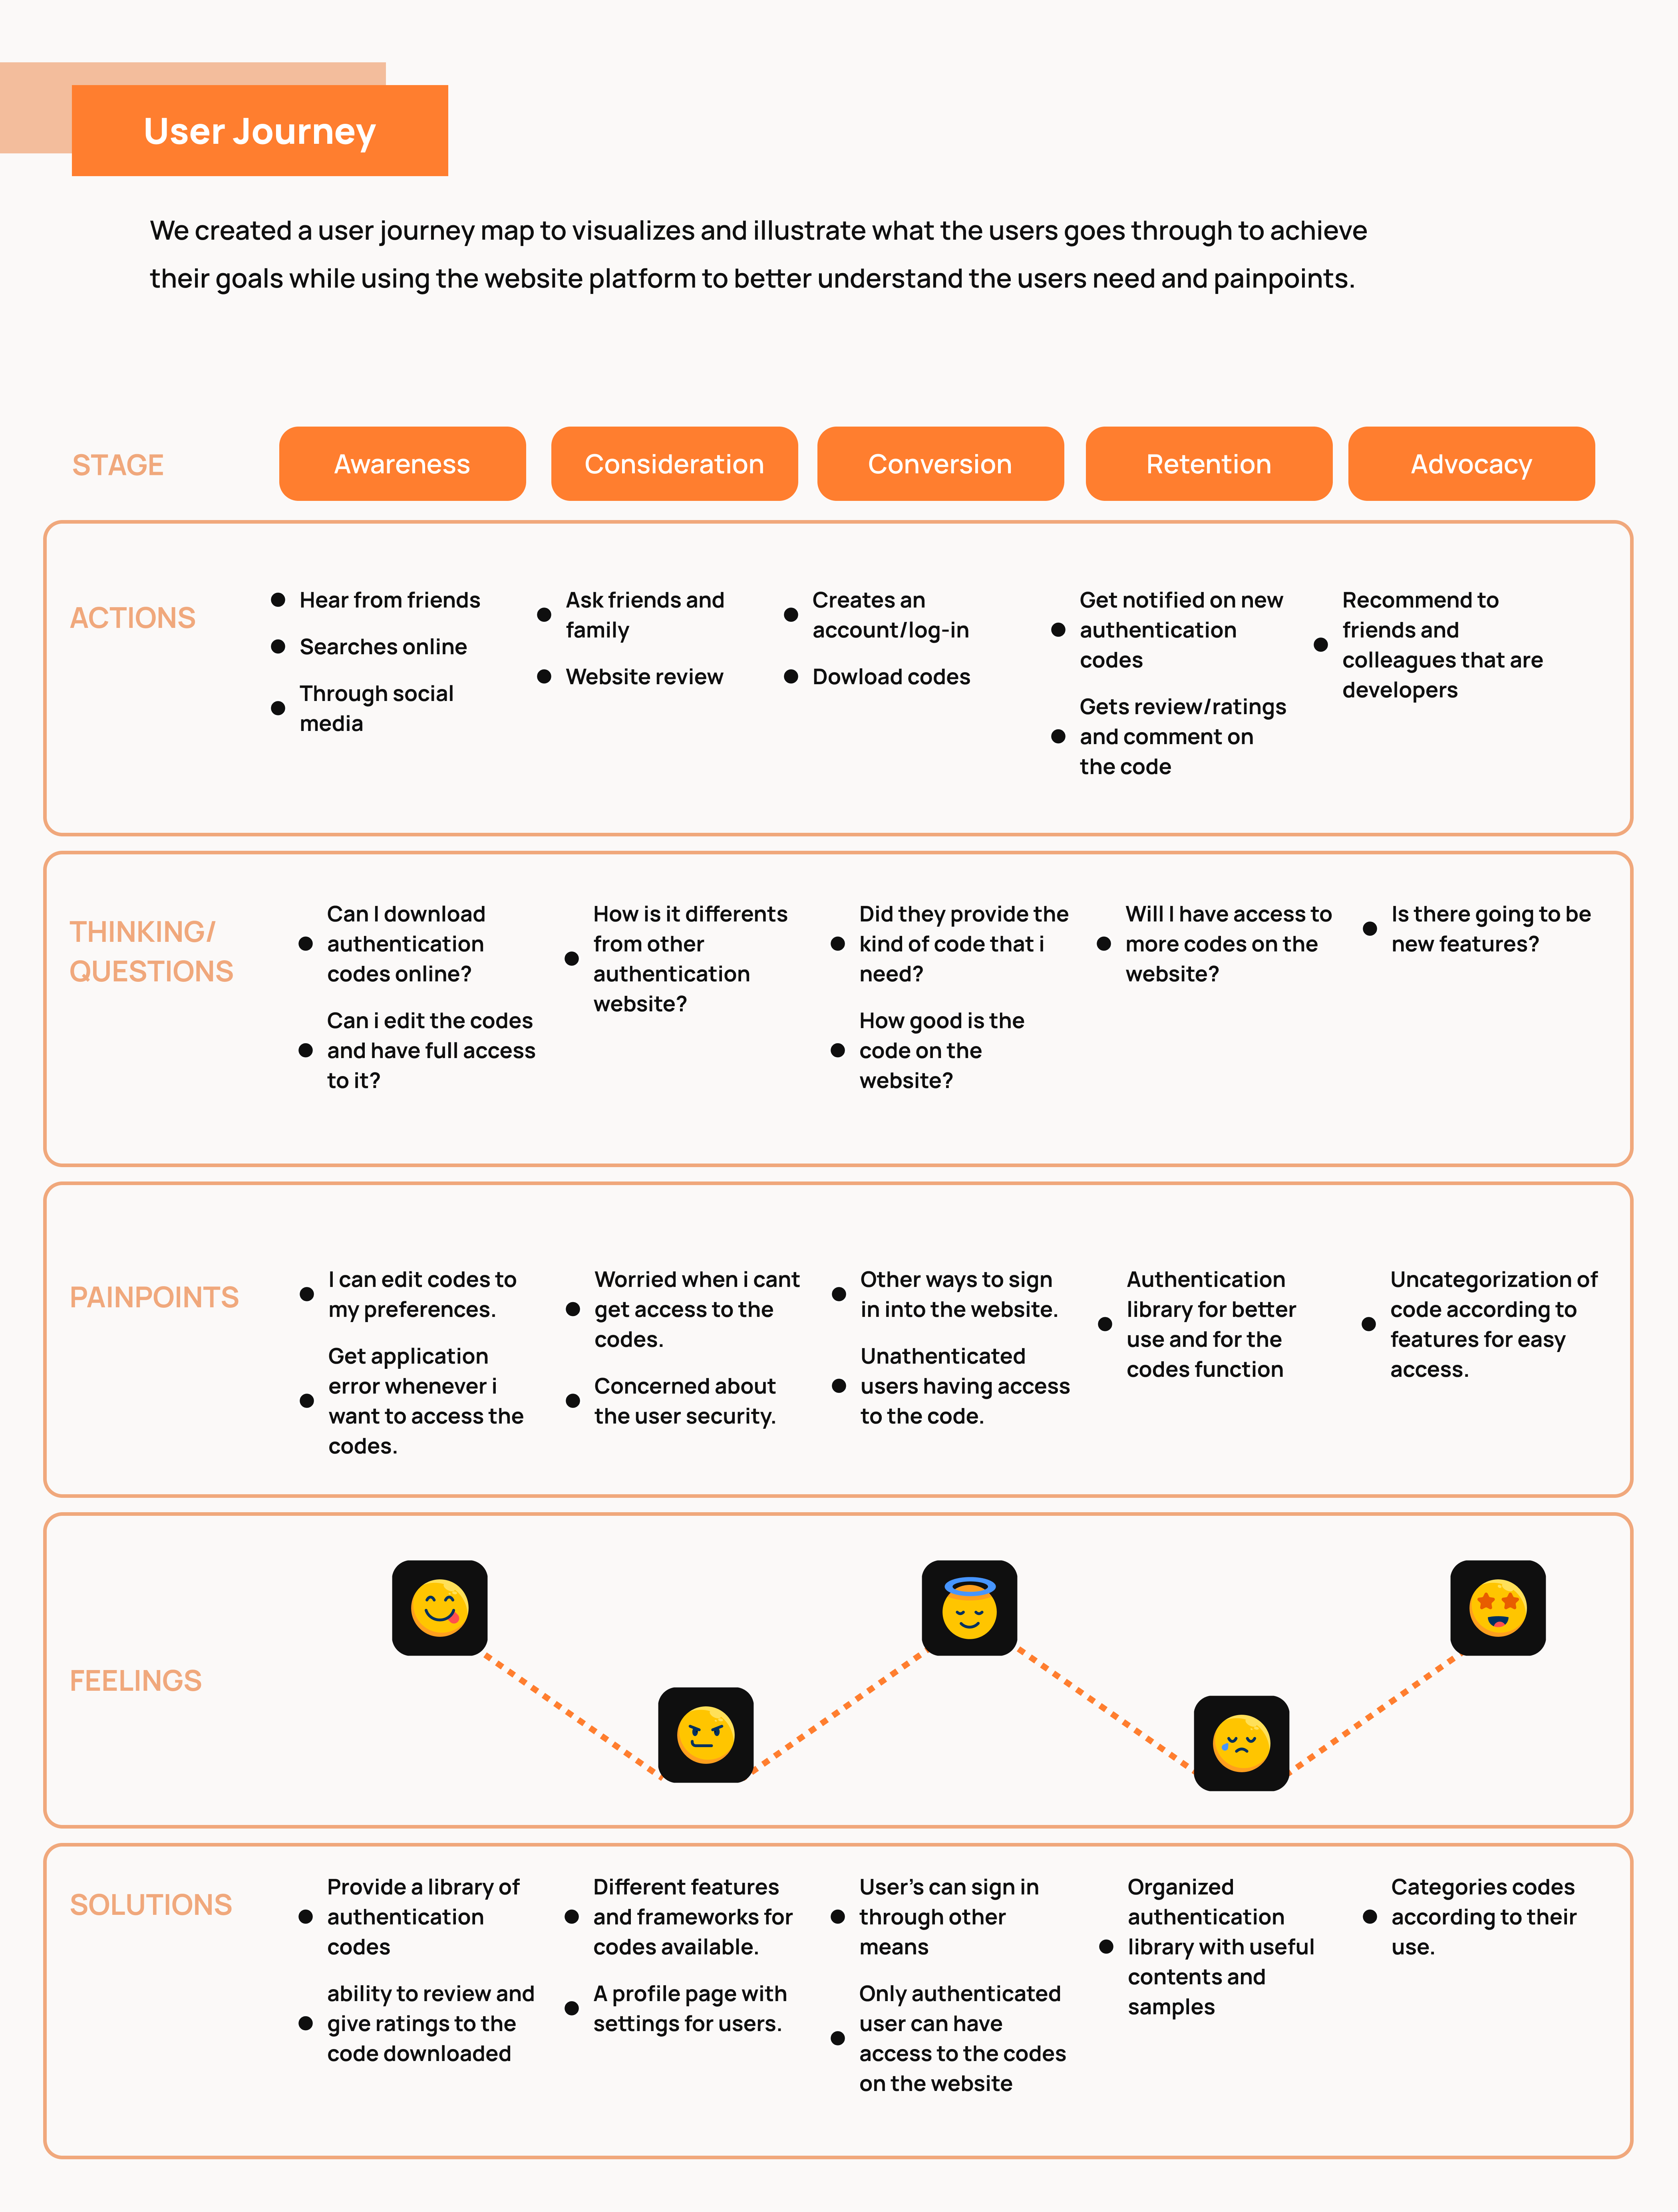 User Journey
We created a user journey map to visualizes and illustrate what the users goes through to achieve
their goals while using the website platform to better understand the users need and painpoints.
STAGE
Awareness
Consideration
Conversion
Retention
Advocacy
ACTIONS
Hear from friends
Searches online
Through social
media
Ask friends and
family
Website review
Creates an
account/log-in
Dowload codes
Get notified on new
authentication
codes
Gets review/ratings
and comment on
the code
Recommend to
friends and
colleagues that are
developers
THINKING/
QUESTIONS
Can I download
authentication
codes online?
Can i edit the codes
and have full access
to it?
How is it differents
from other
authentication
website?
Did they provide the
kind of code that i
need?
How good is the
code on the
website?
Will I have access to
more codes on the
website?
Is there going to be
new features?
PAINPOINTS
I can edit codes to
my preferences.
Get application
error whenever i
want to access the
codes.
Worried when i cant
get access to the
codes.
Concerned about
the user security.
Other ways to sign
in into the website.
Unathenticated
users having access
to the code.
Authentication
library for better
use and for the
codes function
Uncategorization of
code according to
features for easy
access.
FEELINGS
SOLUTIONS
Provide a library of
authentication
codes
ability to review and
give ratings to the
code downloaded
Different features
and frameworks for
codes available.
A profile page with
settings for users.
User's can sign in
through other
means
Only authenticated
user can have
access to the codes
on the website
Organized
authentication
library with useful
contents and
samples
Categories codes
according to their
use.